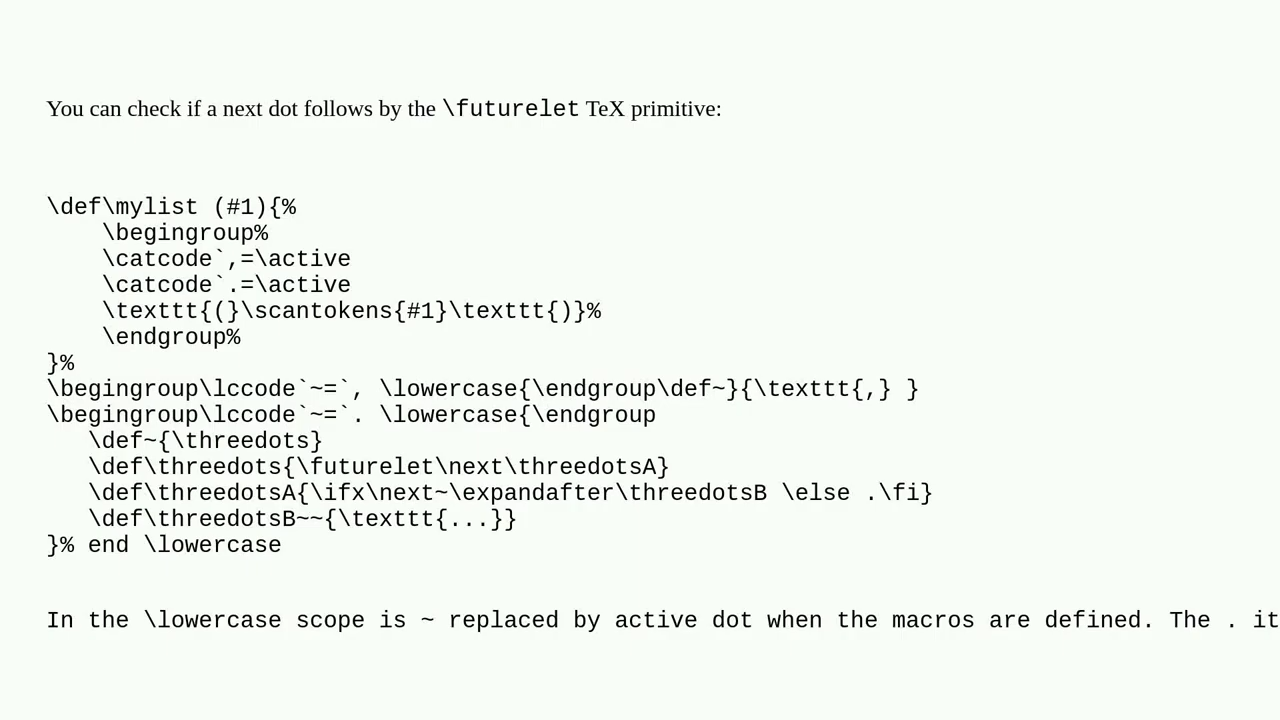 You can check if a next dot follows by the \futurelet TeX primitive:
\def\mylist (#1){%
    \begingroup%
    \catcode`,=\active
    \catcode`.=\active
    \texttt{(}\scantokens{#1}\texttt{)}%
    \endgroup%
}%
\begingroup\lccode`~=`, \lowercase{\endgroup\def~}{\texttt{,} }
\begingroup\lccode`~=`. \lowercase{\endgroup
   \def~{\threedots}
   \def\threedots{\futurelet\next\threedotsA}
   \def\threedotsA{\ifx\next~\expandafter\threedotsB \else .\fi}
   \def\threedotsB~~{\texttt{...}}
}% end \lowercase
In the \lowercase scope is ~ replaced by active dot when the macros are defined. The . it